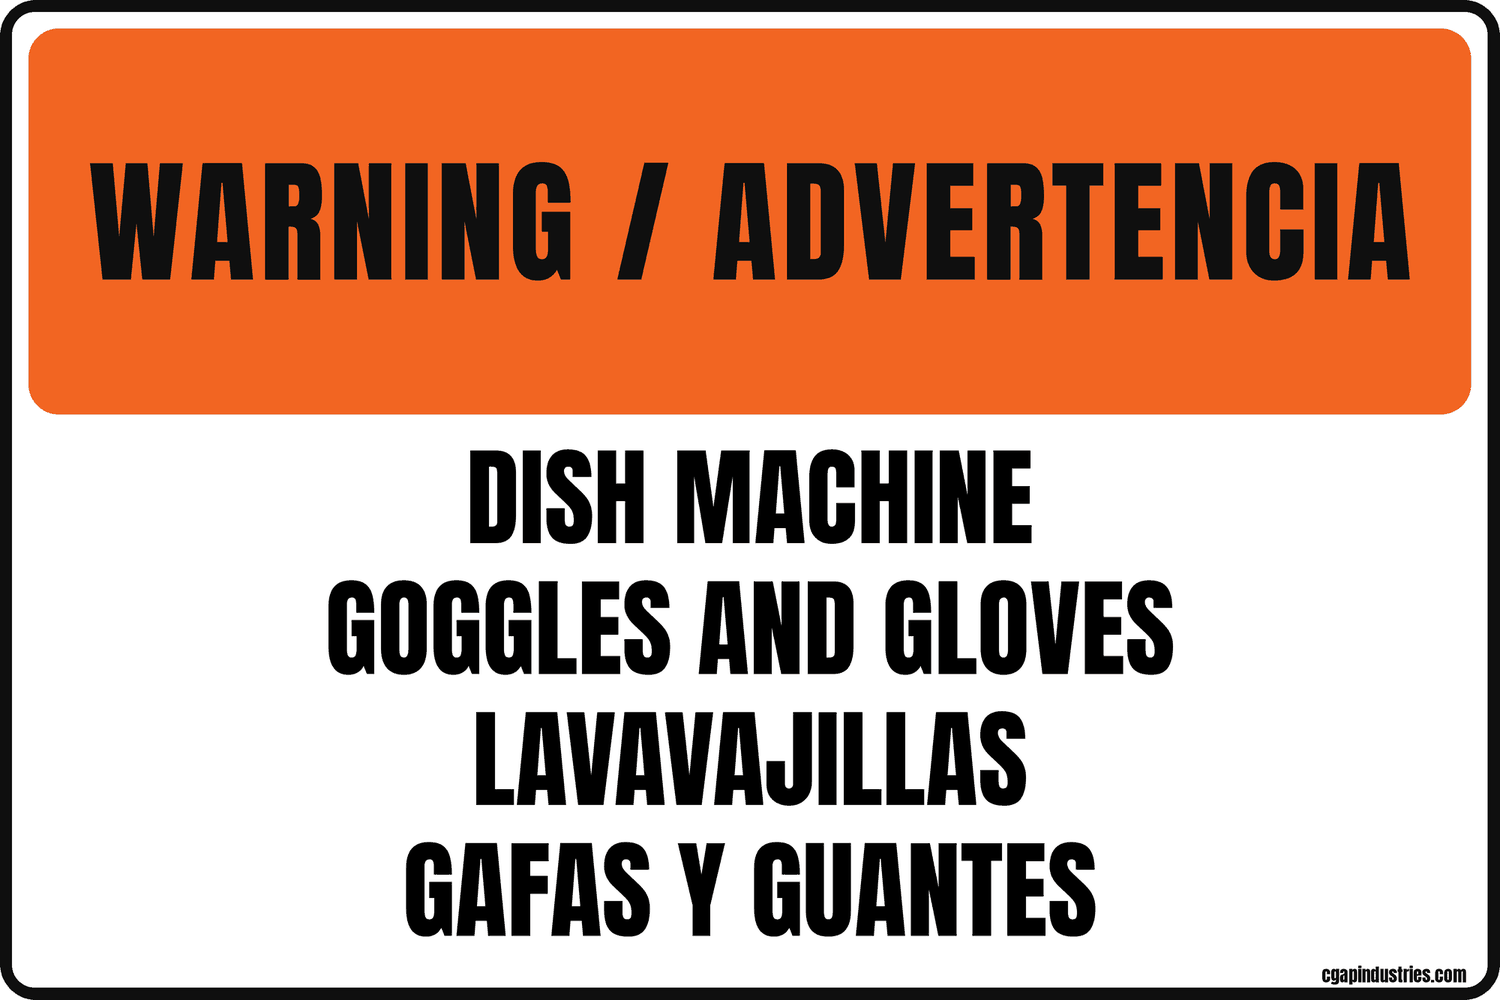 WARNING / ADVERTENCIA
DISH MACHINE
GOGGLES AND GLOVES
LAVAVAJILLAS
GAFAS Y GUANTES
cgapindustries.com